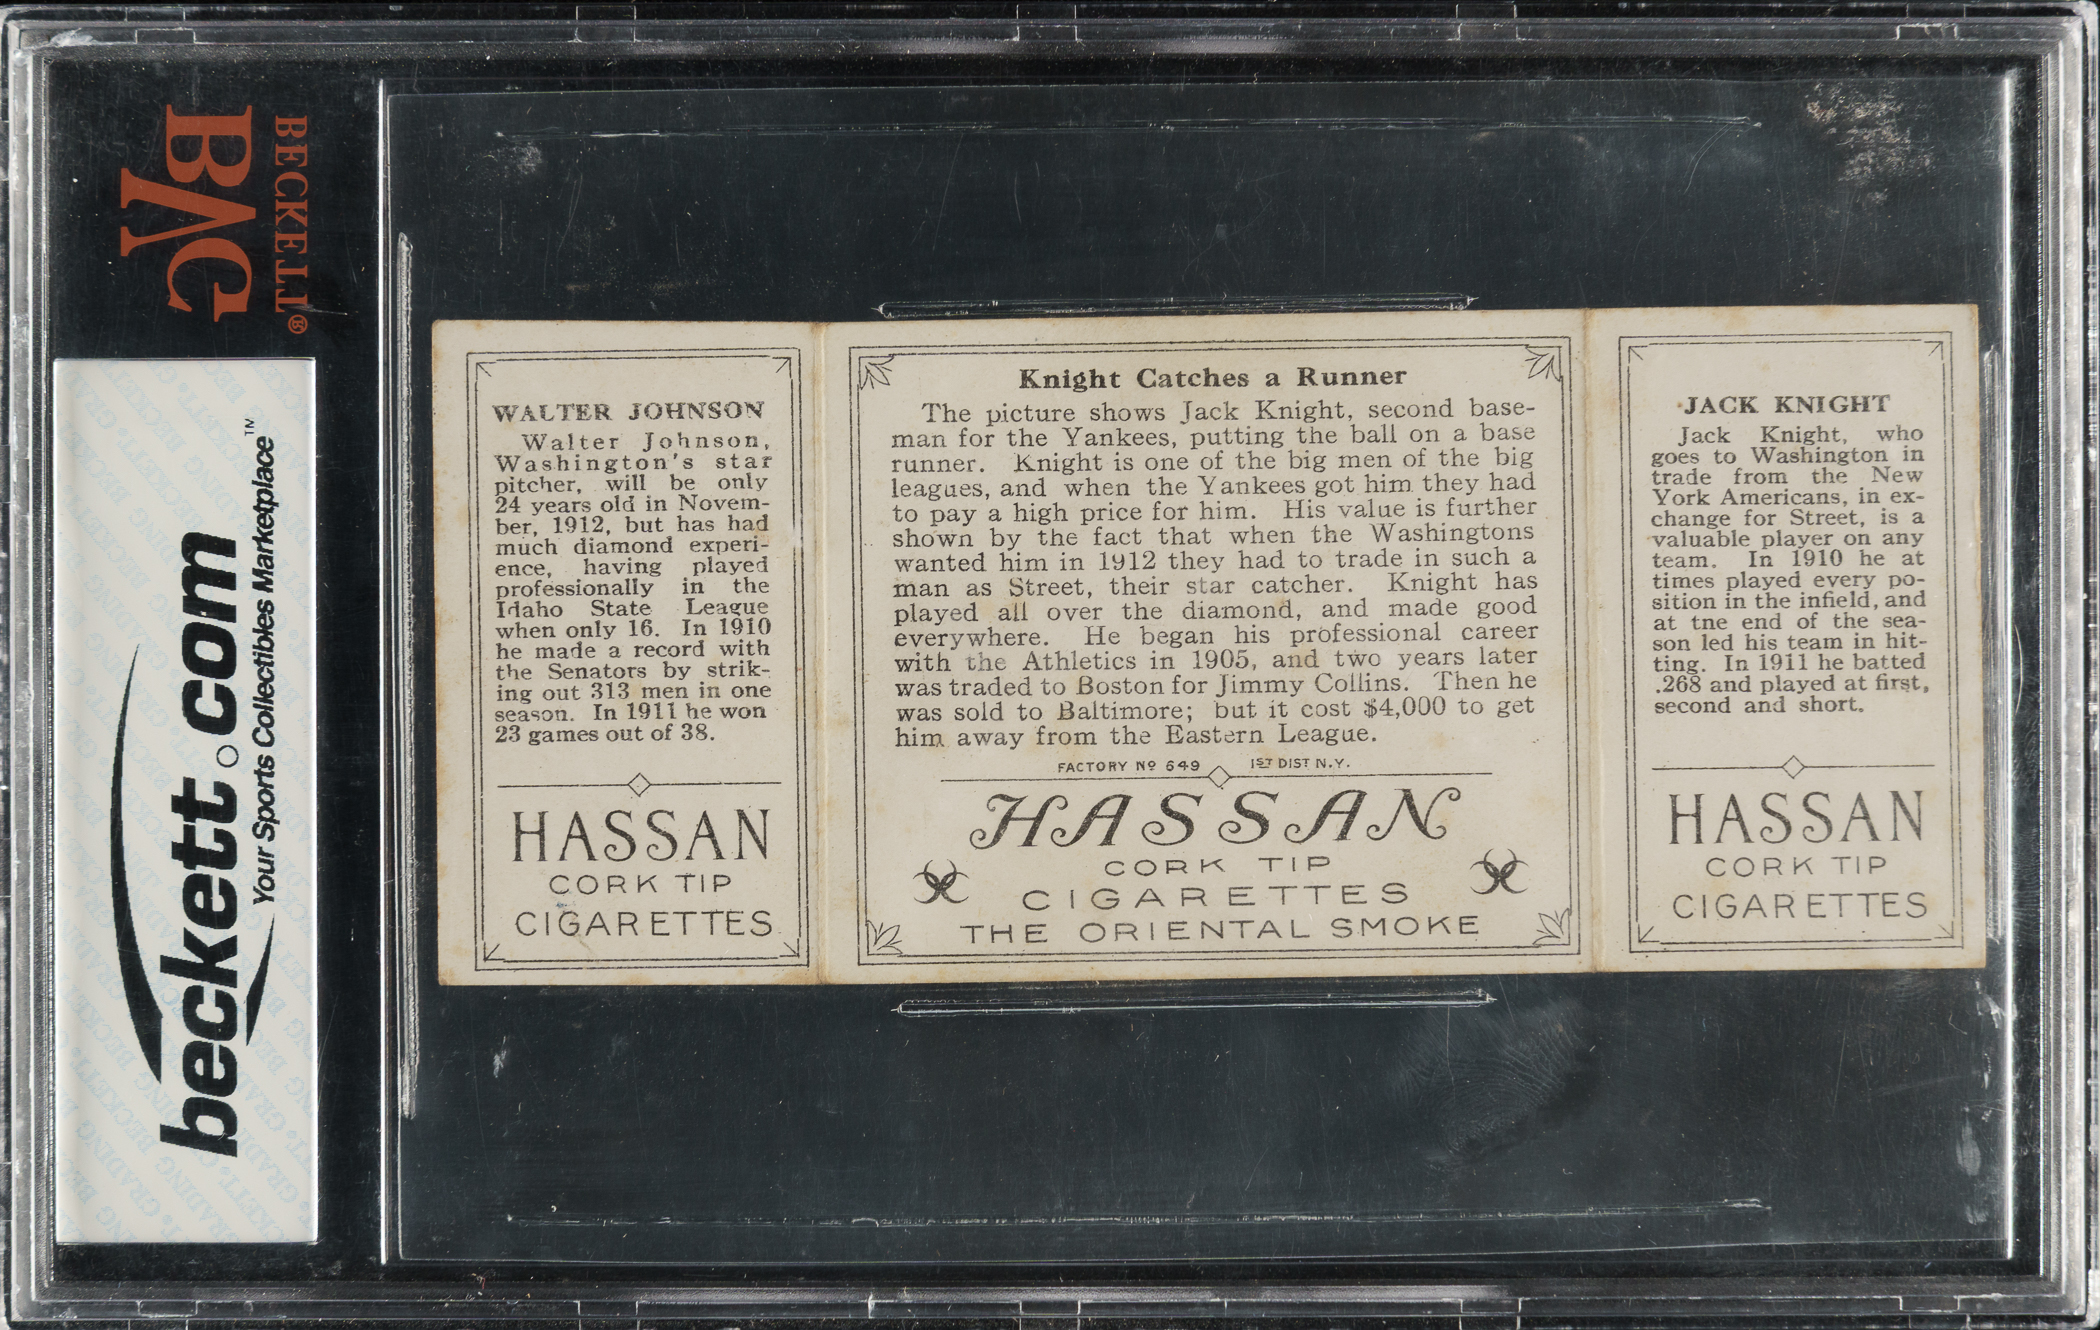 BECKETT®
BVG
beckett.com
Your Sports Collectibles Marketplace™
WALTER JOHNSON
Walter Johnson,
Washington's star
pitcher, will be only
24 years old in Novem-
ber, 1912, but has had
much diamond experi-
ence, having played
professionally in the
Idaho State League
when only 16. In 1910
he made a record with
the Senators by strik-
ing out 313 men in one
season. In 1911 he won
23 games out of 38.
HASSAN
CORK TIP
CIGARETTES
Knight Catches a Runner
The picture shows Jack Knight, second base-
man for the Yankees, putting the ball on a base
runner. Knight is one of the big men of the big
leagues, and when the Yankees got him they had
to pay a high price for him. His value is further
shown by the fact that when the Washingtons
wanted him in 1912 they had to trade in such a
man as Street, their star catcher. Knight has
played all over the diamond, and made good
everywhere. He began his professional career
with the Athletics in 1905, and two years later
was traded to Boston for Jimmy Collins. Then he
was sold to Baltimore; but it cost $4,000 to get
him away from the Eastern League.
FACTORY Nº 649 1ST DIST N.Y.
HASSAN
CORK TIP
CIGARETTES
THE ORIENTAL SMOKE
JACK KNIGHT
Jack Knight, who
goes to Washington in
trade from the New
York Americans, in ex-
change for Street, is a
valuable player on any
team. In 1910 he at
times played every po-
sition in the infield, and
at tne end of the sea-
son led his team in hit-
ting. In 1911 he batted
.268 and played at first,
second and short.
HASSAN
CORK TIP
CIGARETTES